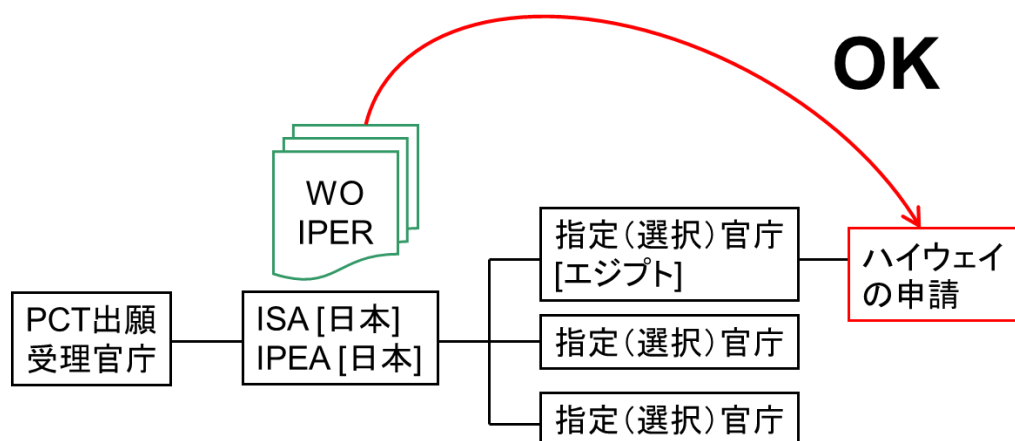 OK
WO
IPER
指定（選択）官庁
[エジプト]
ハイウェイ
の申請
PCT出願
受理官庁
ISA [日本]
IPEA [日本]
指定（選択）官庁
指定（選択）官庁